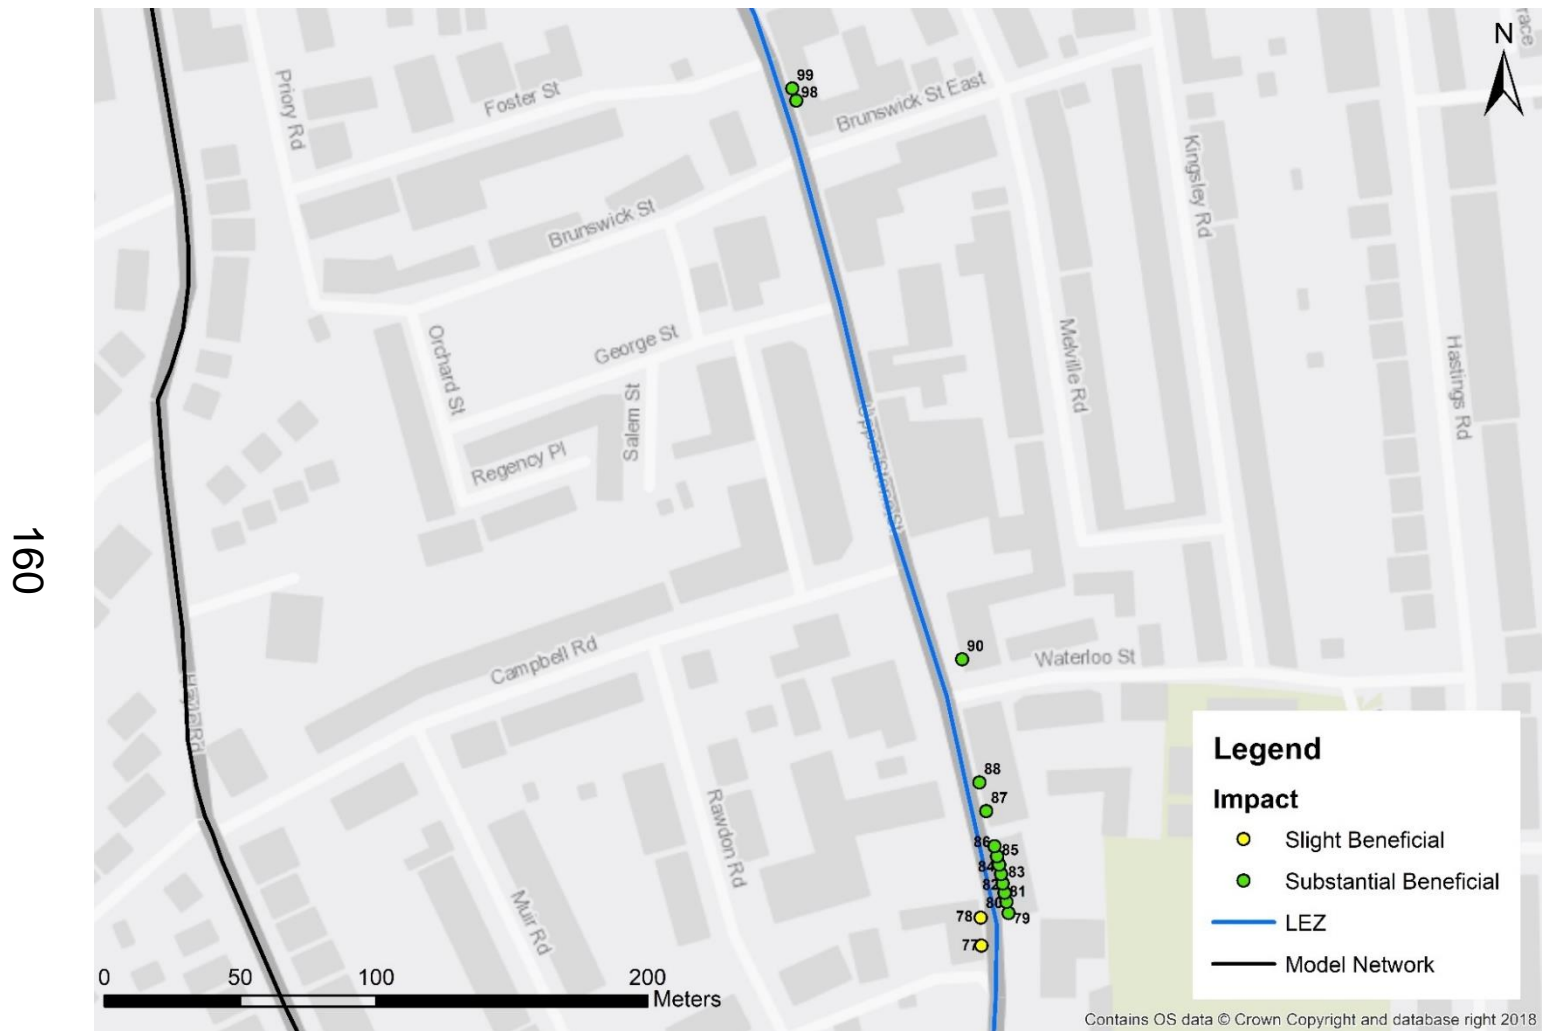 160
N
Priory Rd
Foster St
99
98
Brunswick St East
Kingsley Rd
Brunswick St
Orchard St
George St
Melville Rd
Hastings Rd
Salem St
Regency Pl
Campbell Rd
90
Waterloo St
88
87
86
85
84
83
82
81
80
79
78
77
Rawdon Rd
Muir Rd
Legend
Impact
Slight Beneficial
Substantial Beneficial
LEZ
Model Network
0 50 100 200
Meters
Contains OS data © Crown Copyright and database right 2018